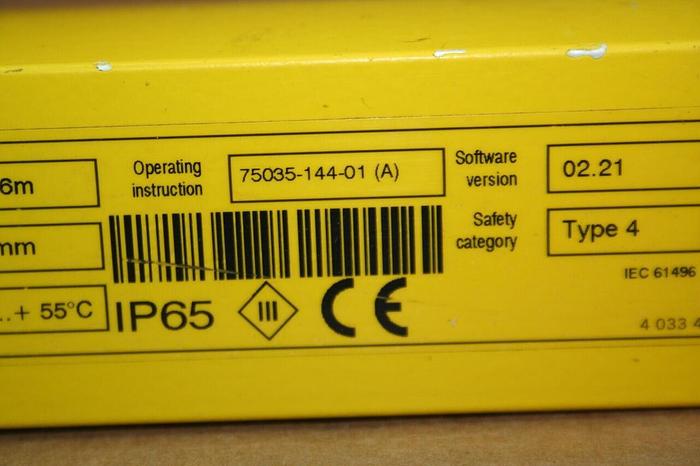 6m
Operating
instruction
75035-144-01 (A)
Software
version
02.21
mm
Safety
category
Type 4
IEC 61496
..+ 55°C
IP65
III
CE
4 033 4